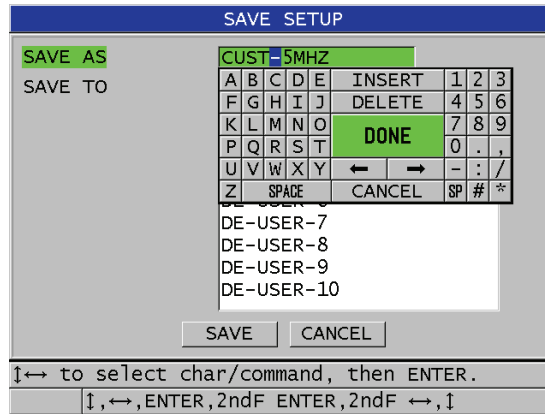 SAVE SETUP
SAVE AS CUST-5MHZ
SAVE TO
A B C D E INSERT 1 2 3
F G H I J DELETE 4 5 6
K L M N O DONE 7 8 9
P Q R S T 0 . ,
U V W X Y ← → - : /
Z SPACE CANCEL SP # *
DE-USER-7
DE-USER-8
DE-USER-9
DE-USER-10
SAVE CANCEL
↕↔ to select char/command, then ENTER.
↕,↔,ENTER,2ndF ENTER,2ndF ↔,↕